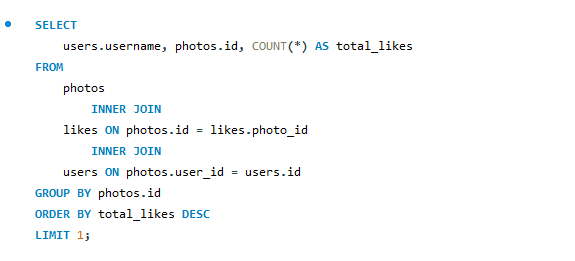 SELECT
users.username, photos.id, COUNT(*) AS total_likes
FROM
photos
INNER JOIN
likes ON photos.id = likes.photo_id
INNER JOIN
users ON photos.user_id = users.id
GROUP BY photos.id
ORDER BY total_likes DESC
LIMIT 1;